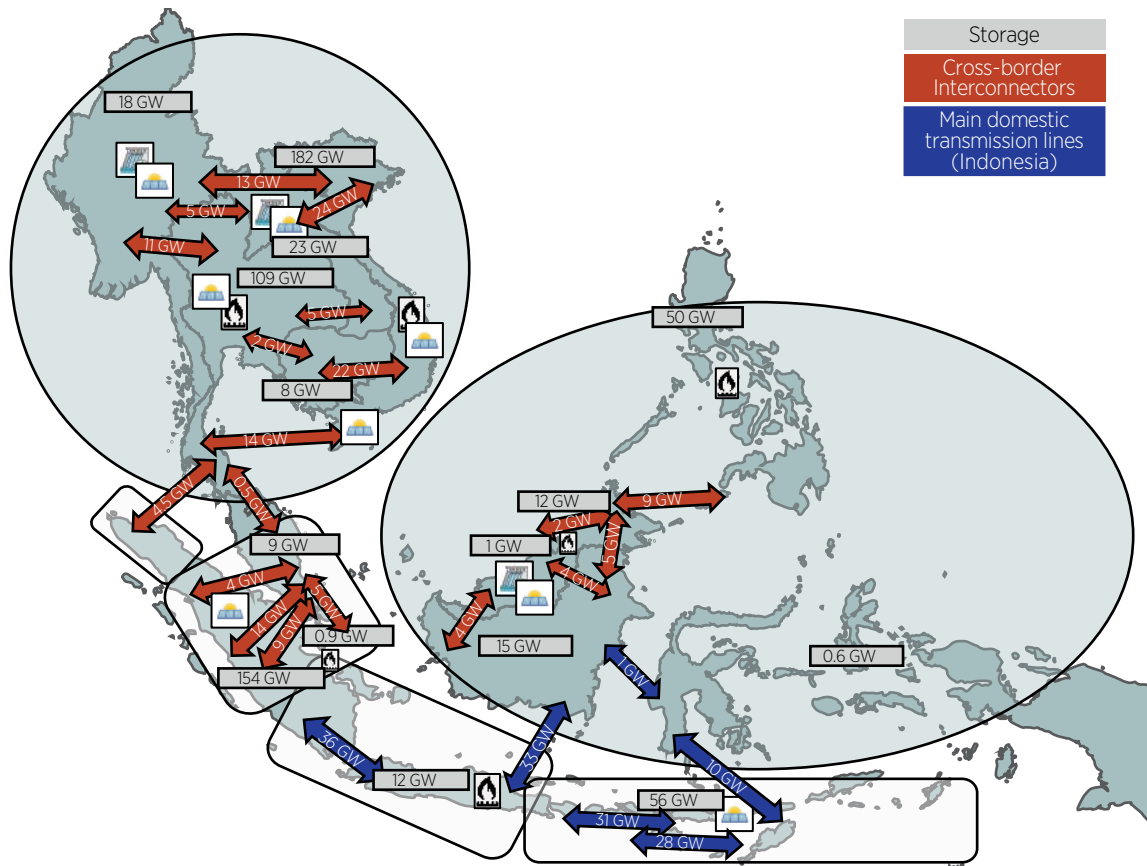 Storage
Cross-border
Interconnectors
Main domestic
transmission lines
(Indonesia)
18 GW
182 GW
13 GW
24 GW
5 GW
23 GW
11 GW
109 GW
5 GW
2 GW
22 GW
8 GW
14 GW
50 GW
4.5 GW
0.5 GW
9 GW
4 GW
14 GW
9 GW
5 GW
0.9 GW
154 GW
12 GW
9 GW
2 GW
1 GW
5 GW
4 GW
4 GW
15 GW
0.6 GW
1 GW
36 GW
33 GW
12 GW
10 GW
56 GW
31 GW
28 GW